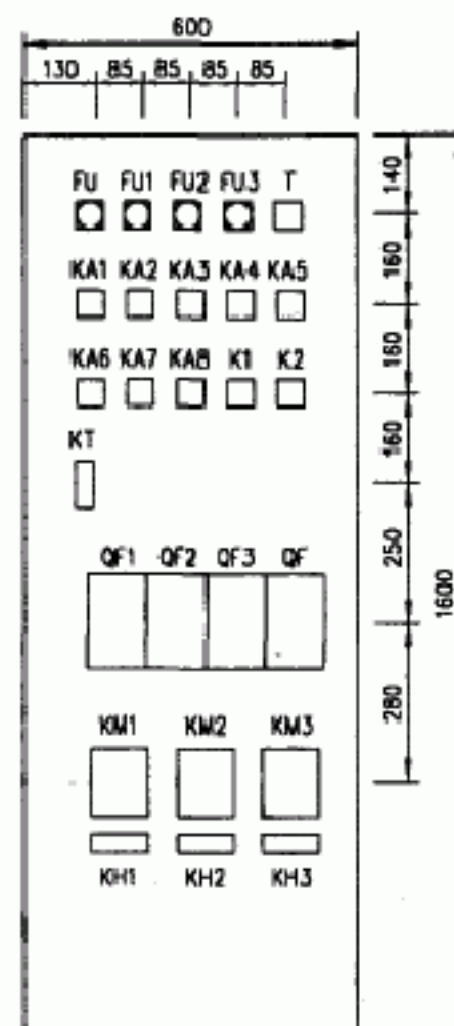 600
130 85 85 85 85
140
FU FU1 FU2 FU3 T
160
KA1 KA2 KA3 KA4 KA5
160
KA6 KA7 KA8 K1 K2
160
KT
250
QF1 QF2 QF3 QF
1600
280
KM1 KM2 KM3
KH1 KH2 KH3